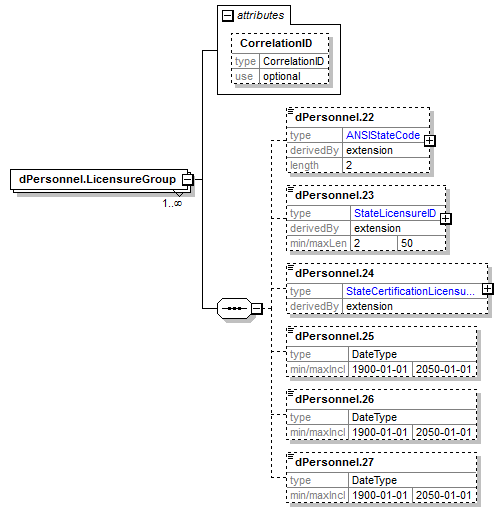 attributes
CorrelationID
type CorrelationID
use optional
dPersonnel.LicensureGroup
1..∞
dPersonnel.22
type ANSIStateCode
derivedBy extension
length 2
dPersonnel.23
type StateLicensureID
derivedBy extension
min/maxLen 2 50
dPersonnel.24
type StateCertificationLicensu...
derivedBy extension
dPersonnel.25
type DateType
min/maxIncl 1900-01-01 2050-01-01
dPersonnel.26
type DateType
min/maxIncl 1900-01-01 2050-01-01
dPersonnel.27
type DateType
min/maxIncl 1900-01-01 2050-01-01